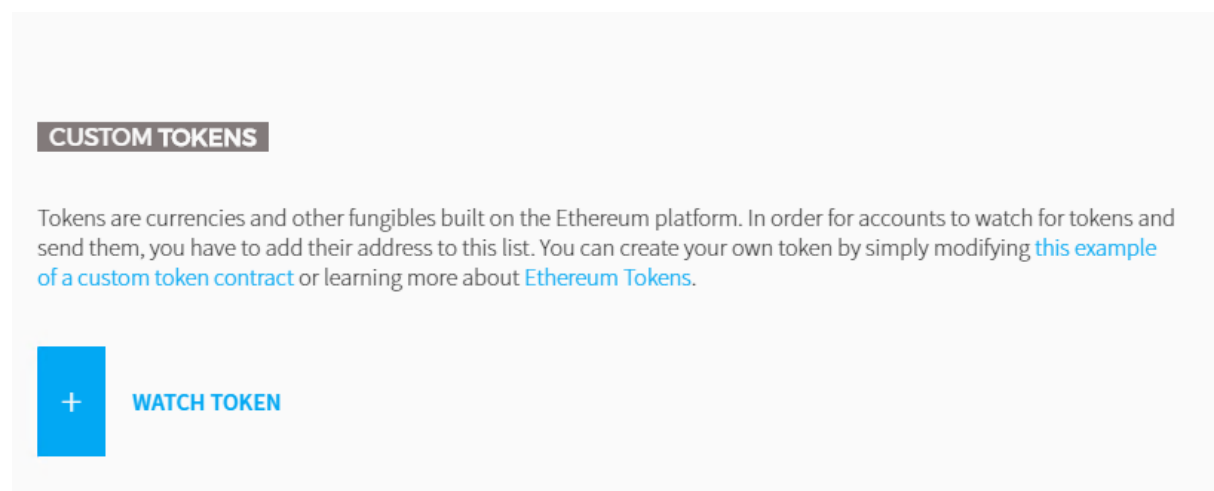 CUSTOM TOKENS
Tokens are currencies and other fungibles built on the Ethereum platform. In order for accounts to watch for tokens and
send them, you have to add their address to this list. You can create your own token by simply modifying this example
of a custom token contract or learning more about Ethereum Tokens.
+ WATCH TOKEN